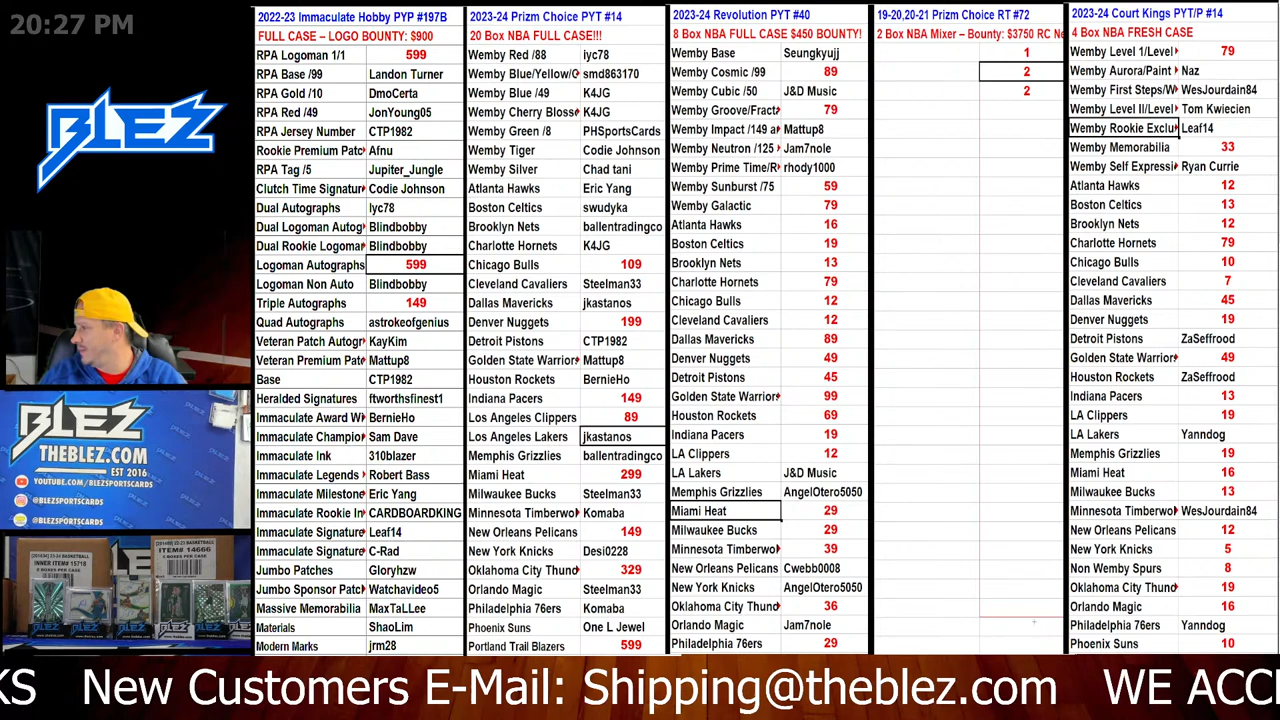 20:27 PM
BLEZ
BLEZ
THEBLEZ.COM
EST 2016
YOUTUBE.COM/BLEZSPORTSCARDS
@BLEZSPORTSCARDS
@BLEZSPORTSCARDS
ITEM# 14666
INNER ITEM# 15718
2022-23 Immaculate Hobby PYP #197B
FULL CASE – LOGO BOUNTY: $900
RPA Logoman 1/1 599
RPA Base /99 Landon Turner
RPA Gold /10 DmoCerta
RPA Red /49 JonYoung05
RPA Jersey Number CTP1982
Rookie Premium Patc Afnu
RPA Tag /5 Jupiter_Jungle
Clutch Time Signatur Codie Johnson
Dual Autographs Iyc78
Dual Logoman Autog Blindbobby
Dual Rookie Logomar Blindbobby
Logoman Autographs 599
Logoman Non Auto Blindbobby
Triple Autographs 149
Quad Autographs astrokeofgenius
Veteran Patch Autogr KayKim
Veteran Premium Pat Mattup8
Base CTP1982
Heralded Signatures ftworthsfinest1
Immaculate Award Wi BernieHo
Immaculate Champio Sam Dave
Immaculate Ink 310blazer
Immaculate Legends Robert Bass
Immaculate Milestone Eric Yang
Immaculate Rookie In CARDBOARDKING
Immaculate Signature Leaf14
Immaculate Signature C-Rad
Jumbo Patches Gloryhzw
Jumbo Sponsor Patc Watchavideo5
Massive Memorabilia MaxTaLLee
Materials ShaoLim
Modern Marks jrm28
2023-24 Prizm Choice PYT #14
20 Box NBA FULL CASE!!!
Wemby Red /88 iyc78
Wemby Blue/Yellow/G smd863170
Wemby Blue /49 K4JG
Wemby Cherry Blosso K4JG
Wemby Green /8 PHSportsCards
Wemby Tiger Codie Johnson
Wemby Silver Chad tani
Atlanta Hawks Eric Yang
Boston Celtics swudyka
Brooklyn Nets ballentradingco
Charlotte Hornets K4JG
Chicago Bulls 109
Cleveland Cavaliers Steelman33
Dallas Mavericks jkastanos
Denver Nuggets 199
Detroit Pistons CTP1982
Golden State Warrior Mattup8
Houston Rockets BernieHo
Indiana Pacers 149
Los Angeles Clippers 89
Los Angeles Lakers jkastanos
Memphis Grizzlies ballentradingco
Miami Heat 299
Milwaukee Bucks Steelman33
Minnesota Timberwo Komaba
New Orleans Pelicans 149
New York Knicks Desi0228
Oklahoma City Thund 329
Orlando Magic Steelman33
Philadelphia 76ers Komaba
Phoenix Suns One L Jewel
Portland Trail Blazers 599
2023-24 Revolution PYT #40
8 Box NBA FULL CASE $450 BOUNTY!
Wemby Base Seungkyujj
Wemby Cosmic /99 89
Wemby Cubic /50 J&D Music
Wemby Groove/Fract 79
Wemby Impact /149 a Mattup8
Wemby Neutron /125 Jam7nole
Wemby Prime Time/R rhody1000
Wemby Sunburst /75 59
Wemby Galactic 79
Atlanta Hawks 16
Boston Celtics 19
Brooklyn Nets 13
Charlotte Hornets 79
Chicago Bulls 12
Cleveland Cavaliers 12
Dallas Mavericks 89
Denver Nuggets 49
Detroit Pistons 45
Golden State Warrior 99
Houston Rockets 69
Indiana Pacers 19
LA Clippers 12
LA Lakers J&D Music
Memphis Grizzlies AngelOtero5050
Miami Heat 29
Milwaukee Bucks 29
Minnesota Timberwo 39
New Orleans Pelicans Cwebb0008
New York Knicks AngelOtero5050
Oklahoma City Thund 36
Orlando Magic Jam7nole
Philadelphia 76ers 29
19-20,20-21 Prizm Choice RT #72
2 Box NBA Mixer – Bounty: $3750 RC Ne
1
2
2
2023-24 Court Kings PYT/P #14
4 Box NBA FRESH CASE
Wemby Level 1/Level 79
Wemby Aurora/Paint Naz
Wemby First Steps/W WesJourdain84
Wemby Level II/Level Tom Kwiecien
Wemby Rookie Exclu Leaf14
Wemby Memorabilia 33
Wemby Self Expressi Ryan Currie
Atlanta Hawks 12
Boston Celtics 13
Brooklyn Nets 12
Charlotte Hornets 79
Chicago Bulls 10
Cleveland Cavaliers 7
Dallas Mavericks 45
Denver Nuggets 19
Detroit Pistons ZaSeffrood
Golden State Warrior 49
Houston Rockets ZaSeffrood
Indiana Pacers 13
LA Clippers 19
LA Lakers Yanndog
Memphis Grizzlies 19
Miami Heat 16
Milwaukee Bucks 13
Minnesota Timberwo WesJourdain84
New Orleans Pelicans 12
New York Knicks 5
Non Wemby Spurs 8
Oklahoma City Thund 19
Orlando Magic 16
Philadelphia 76ers Yanndog
Phoenix Suns 10
KS New Customers E-Mail: Shipping@theblez.com WE ACC